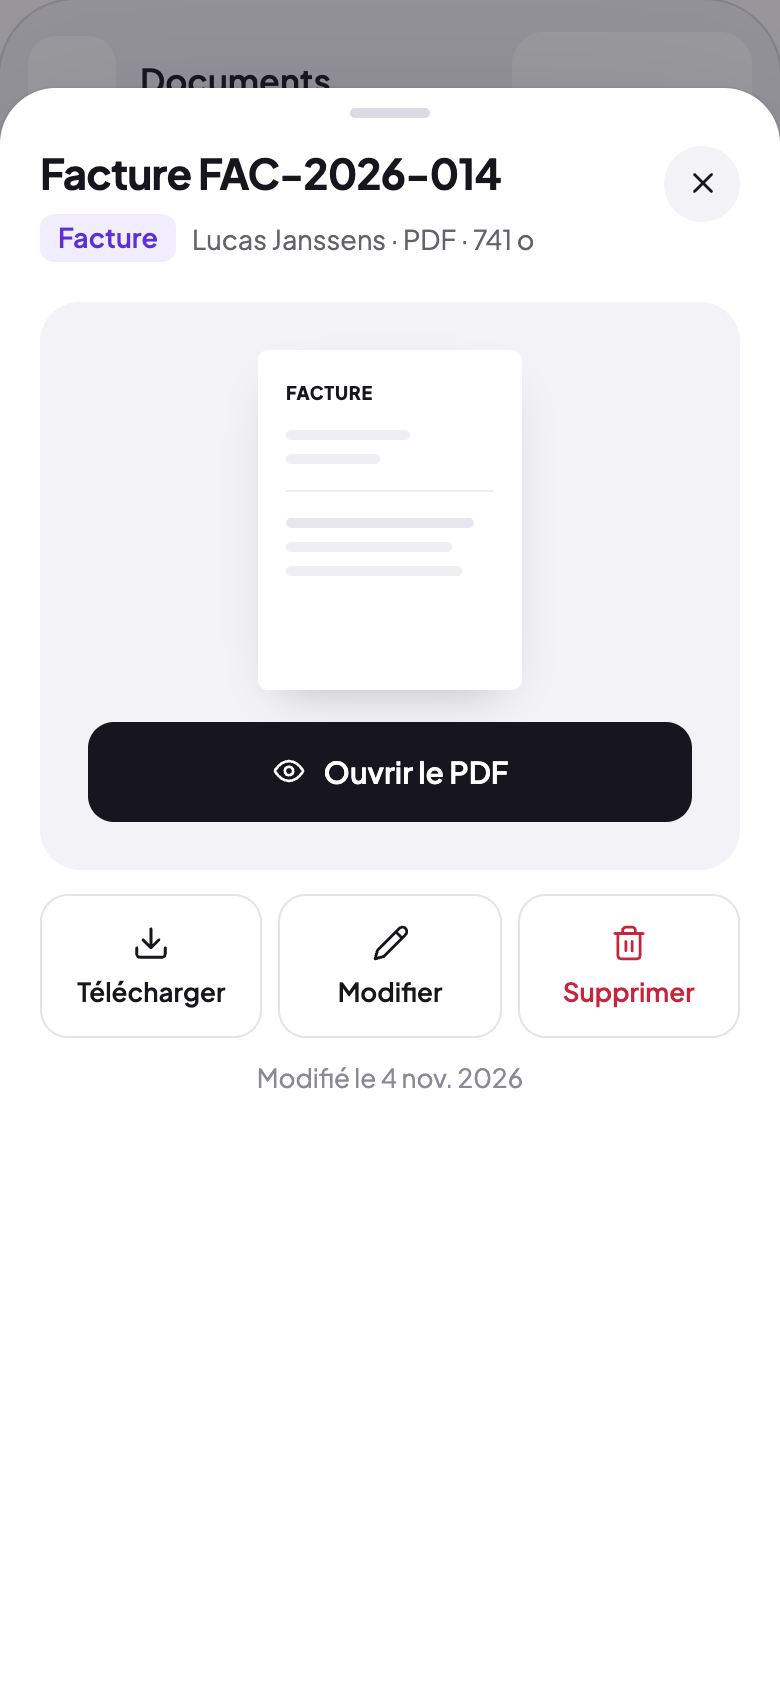 Documents
Facture FAC-2026-014
Facture
Lucas Janssens · PDF · 741 o
FACTURE
Ouvrir le PDF
Télécharger
Modifier
Supprimer
Modifié le 4 nov. 2026